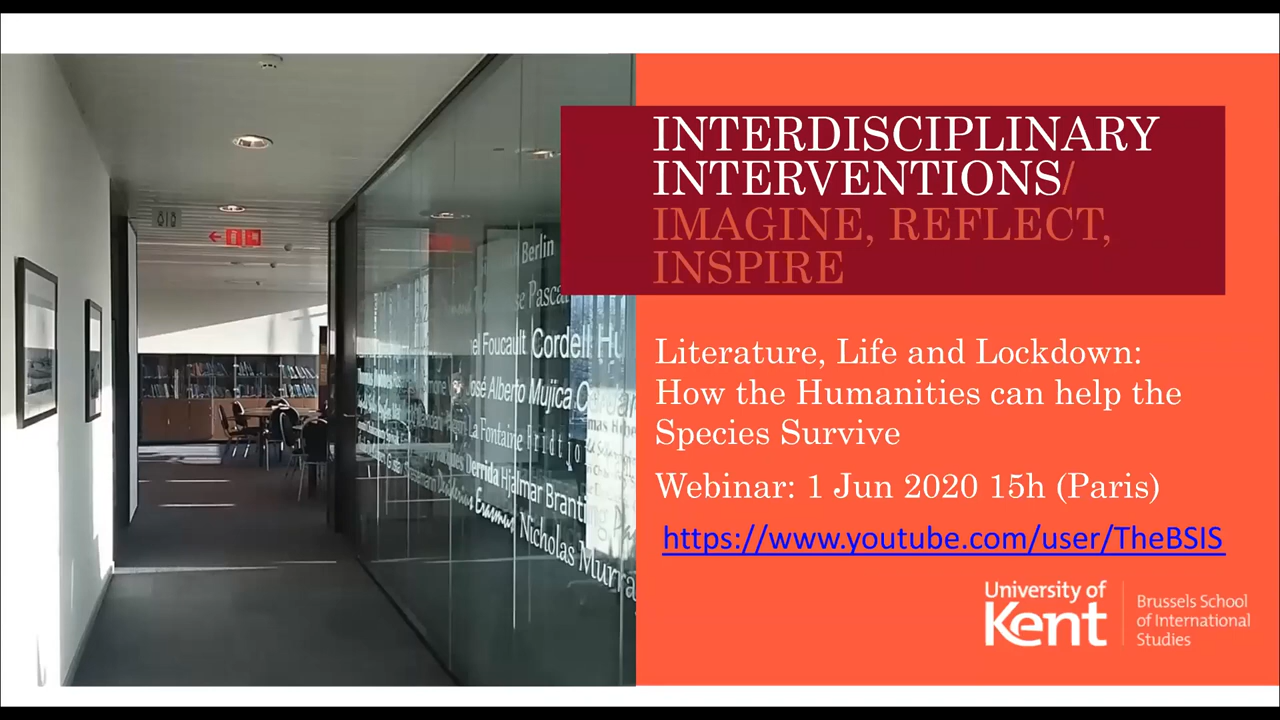 INTERDISCIPLINARY
INTERVENTIONS/
IMAGINE, REFLECT,
INSPIRE
Literature, Life and Lockdown:
How the Humanities can help the
Species Survive
Webinar: 1 Jun 2020 15h (Paris)
https://www.youtube.com/user/TheBSIS
University of
Kent
Brussels School
of International
Studies
Berlin
Foucault Cordell
José Alberto Mujica
La Fontaine
Derrida Hjalmar Branting
Erasmus Nicholas